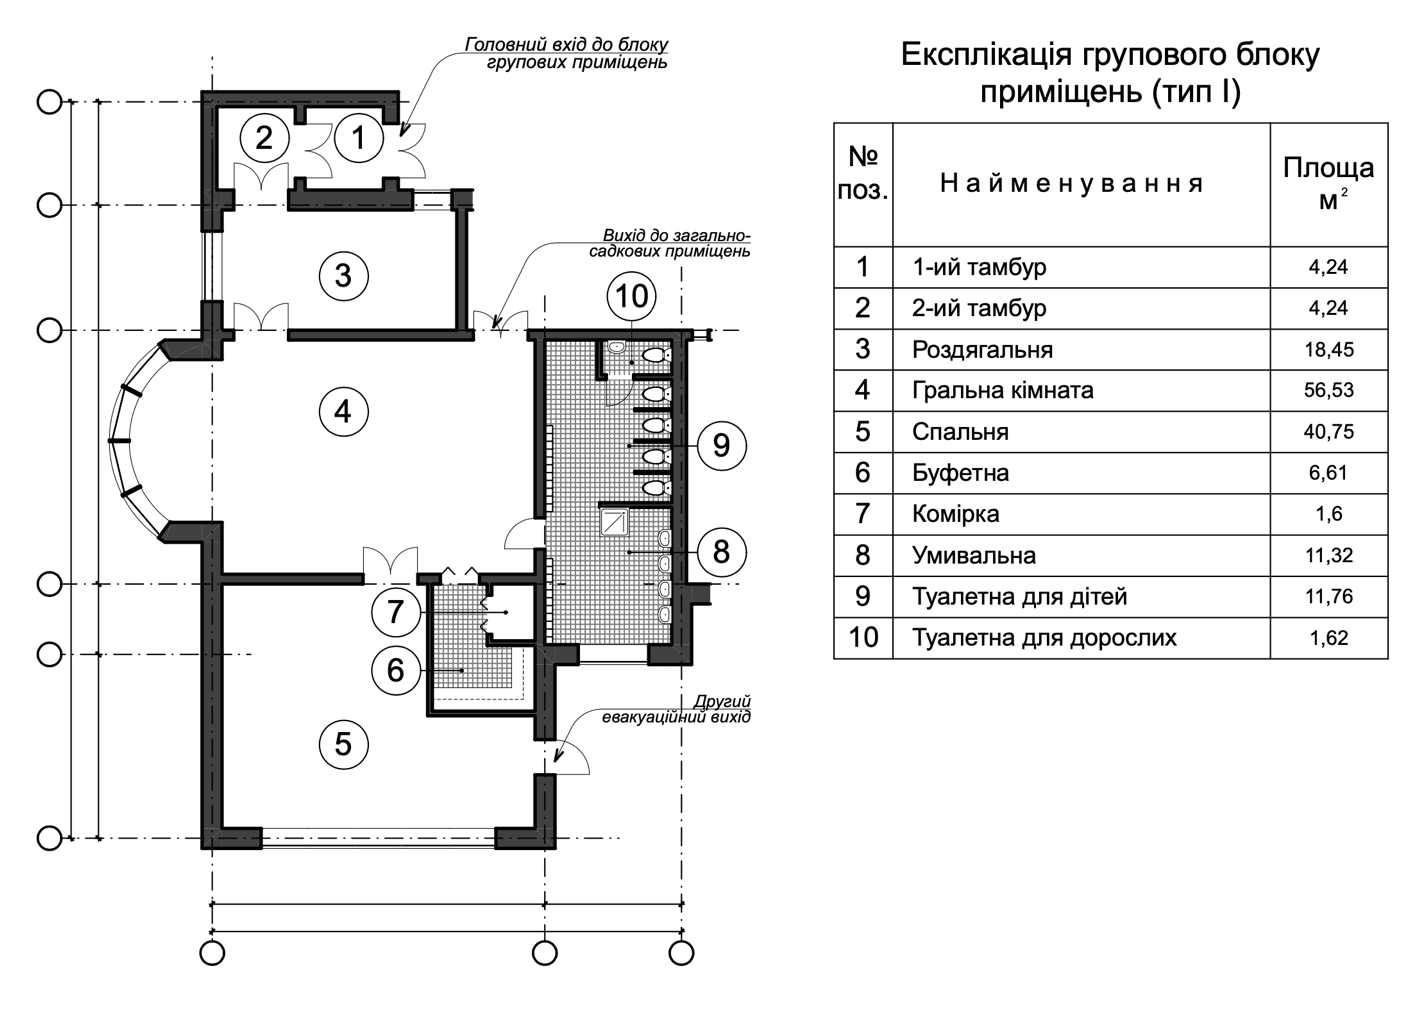 Головний вхід до блоку
групових приміщень
2
1
Вихід до загально-
садкових приміщень
3
10
4
9
8
7
6
Другий
евакуаційний вихід
5
Експлікація групового блоку
приміщень (тип І)
№ поз. Найменування Площа м²
1 1-ий тамбур 4,24
2 2-ий тамбур 4,24
3 Роздягальня 18,45
4 Гральна кімната 56,53
5 Спальня 40,75
6 Буфетна 6,61
7 Комірка 1,6
8 Умивальна 11,32
9 Туалетна для дітей 11,76
10 Туалетна для дорослих 1,62